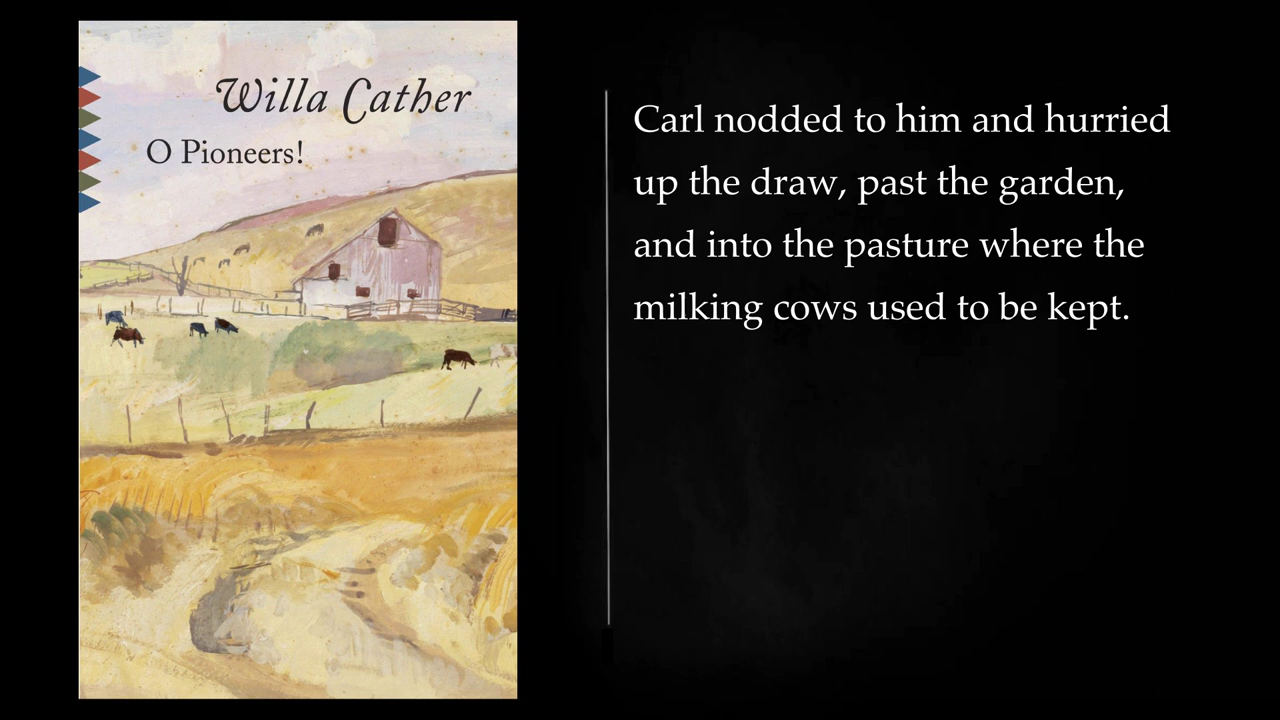 Willa Cather
O Pioneers!
Carl nodded to him and hurried
up the draw, past the garden,
and into the pasture where the
milking cows used to be kept.